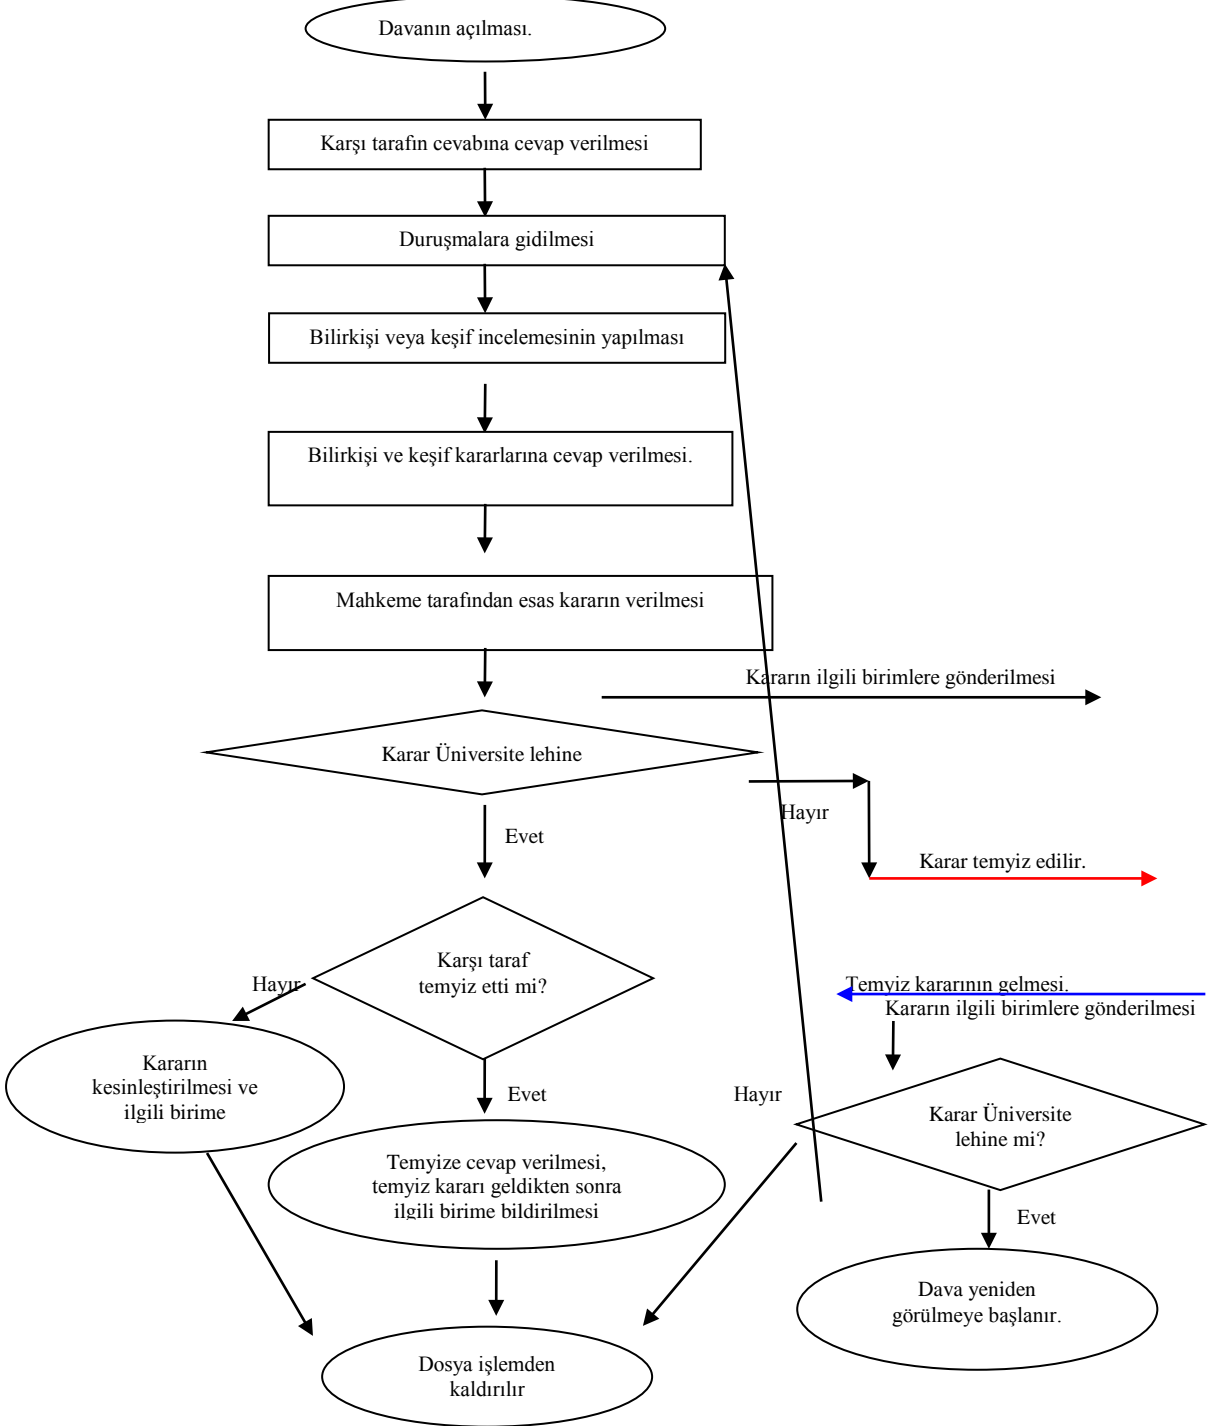 Davanın açılması.
Karşı tarafın cevabına cevap verilmesi
Duruşmalara gidilmesi
Bilirkişi veya keşif incelemesinin yapılması
Bilirkişi ve keşif kararlarına cevap verilmesi.
Mahkeme tarafından esas kararın verilmesi
Kararın ilgili birimlere gönderilmesi
Karar Üniversite lehine
Hayır
Evet
Karar temyiz edilir.
Karşı taraf
temyiz etti mi?
Hayır
Temyiz kararının gelmesi.
Kararın ilgili birimlere gönderilmesi
Kararın
kesinleştirilmesi ve
ilgili birime
Evet
Hayır
Karar Üniversite
lehine mi?
Temyize cevap verilmesi,
temyiz kararı geldikten sonra
ilgili birime bildirilmesi
Evet
Dava yeniden
görülmeye başlanır.
Dosya işlemden
kaldırılır